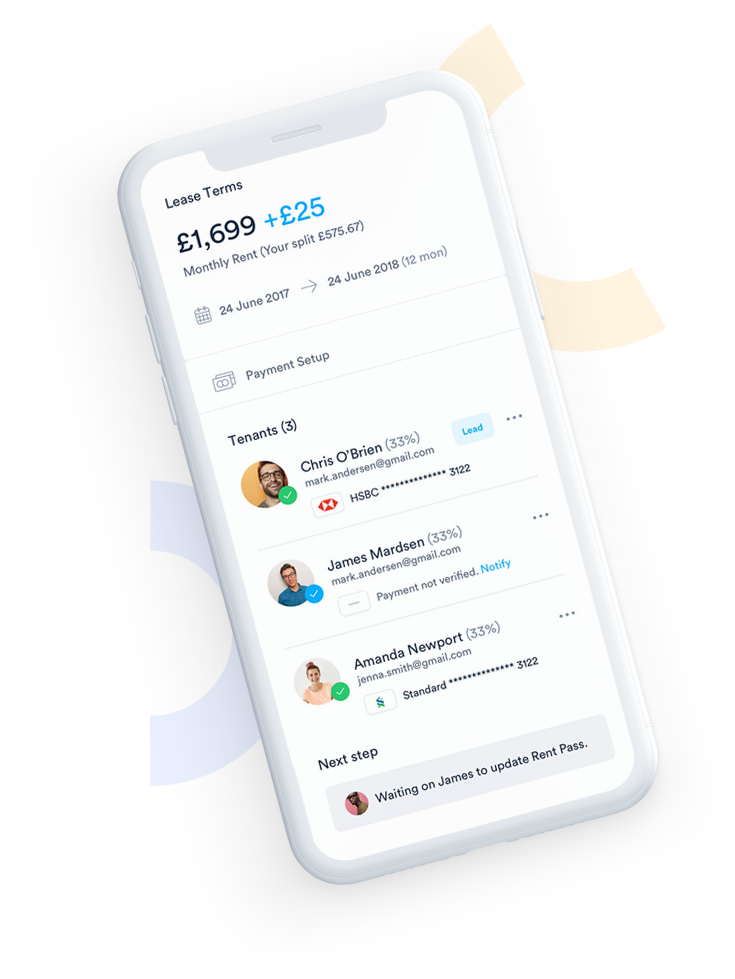 Lease Terms
£1,699 +£25
Monthly Rent (Your split £575.67)
24 June 2017 → 24 June 2018 (12 mon)
Payment Setup
Tenants (3)
Chris O'Brien (33%)
Lead
mark.andersen@gmail.com
HSBC ************** 3122
James Mardsen (33%)
mark.andersen@gmail.com
Payment not verified. Notify
Amanda Newport (33%)
jenna.smith@gmail.com
Standard ************** 3122
Next step
Waiting on James to update Rent Pass.